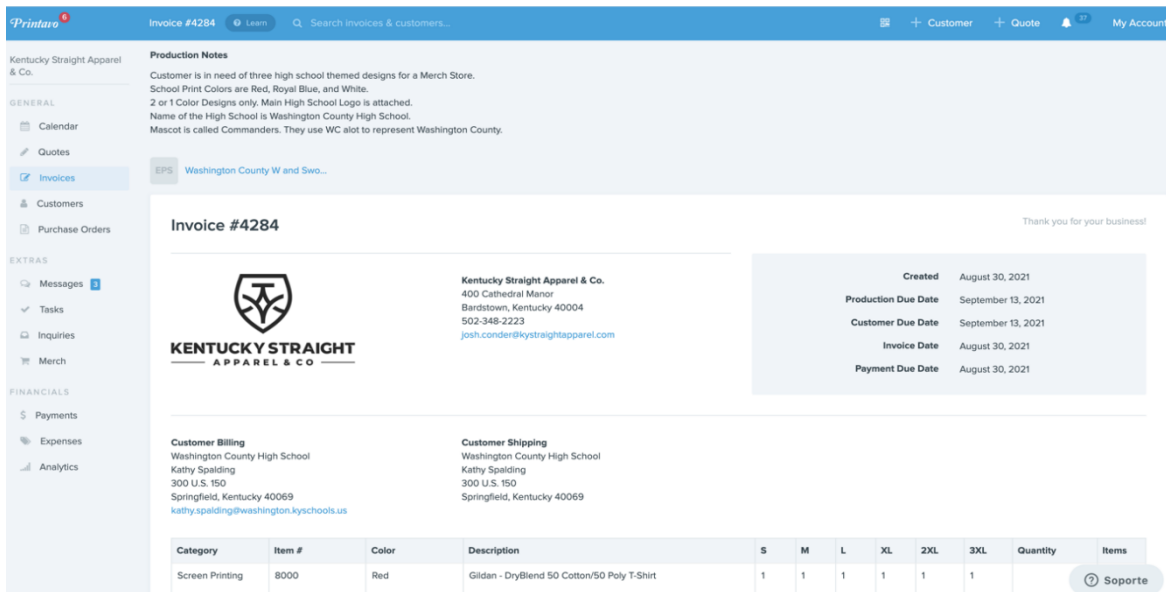 Printavo 6
Invoice #4284
Learn
Search invoices & customers...
Customer
Quote
37
My Account
Kentucky Straight Apparel
& Co.
GENERAL
Calendar
Quotes
Invoices
Customers
Purchase Orders
EXTRAS
Messages 3
Tasks
Inquiries
Merch
FINANCIALS
Payments
Expenses
Analytics
Production Notes
Customer is in need of three high school themed designs for a Merch Store.
School Print Colors are Red, Royal Blue, and White.
2 or 1 Color Designs only. Main High School Logo is attached.
Name of the High School is Washington County High School.
Mascot is called Commanders. They use WC alot to represent Washington County.
EPS Washington County W and Swo...
Invoice #4284
Thank you for your business!
KENTUCKY STRAIGHT
APPAREL & CO
Kentucky Straight Apparel & Co.
400 Cathedral Manor
Bardstown, Kentucky 40004
502-348-2223
josh.conder@kystraightapparel.com
Created August 30, 2021
Production Due Date September 13, 2021
Customer Due Date September 13, 2021
Invoice Date August 30, 2021
Payment Due Date August 30, 2021
Customer Billing
Washington County High School
Kathy Spalding
300 U.S. 150
Springfield, Kentucky 40069
kathy.spalding@washington.kyschools.us
Customer Shipping
Washington County High School
Kathy Spalding
300 U.S. 150
Springfield, Kentucky 40069
Category Item # Color Description S M L XL 2XL 3XL Quantity Items
Screen Printing 8000 Red Gildan - DryBlend 50 Cotton/50 Poly T-Shirt 1 1 1 1 1 1
Soporte